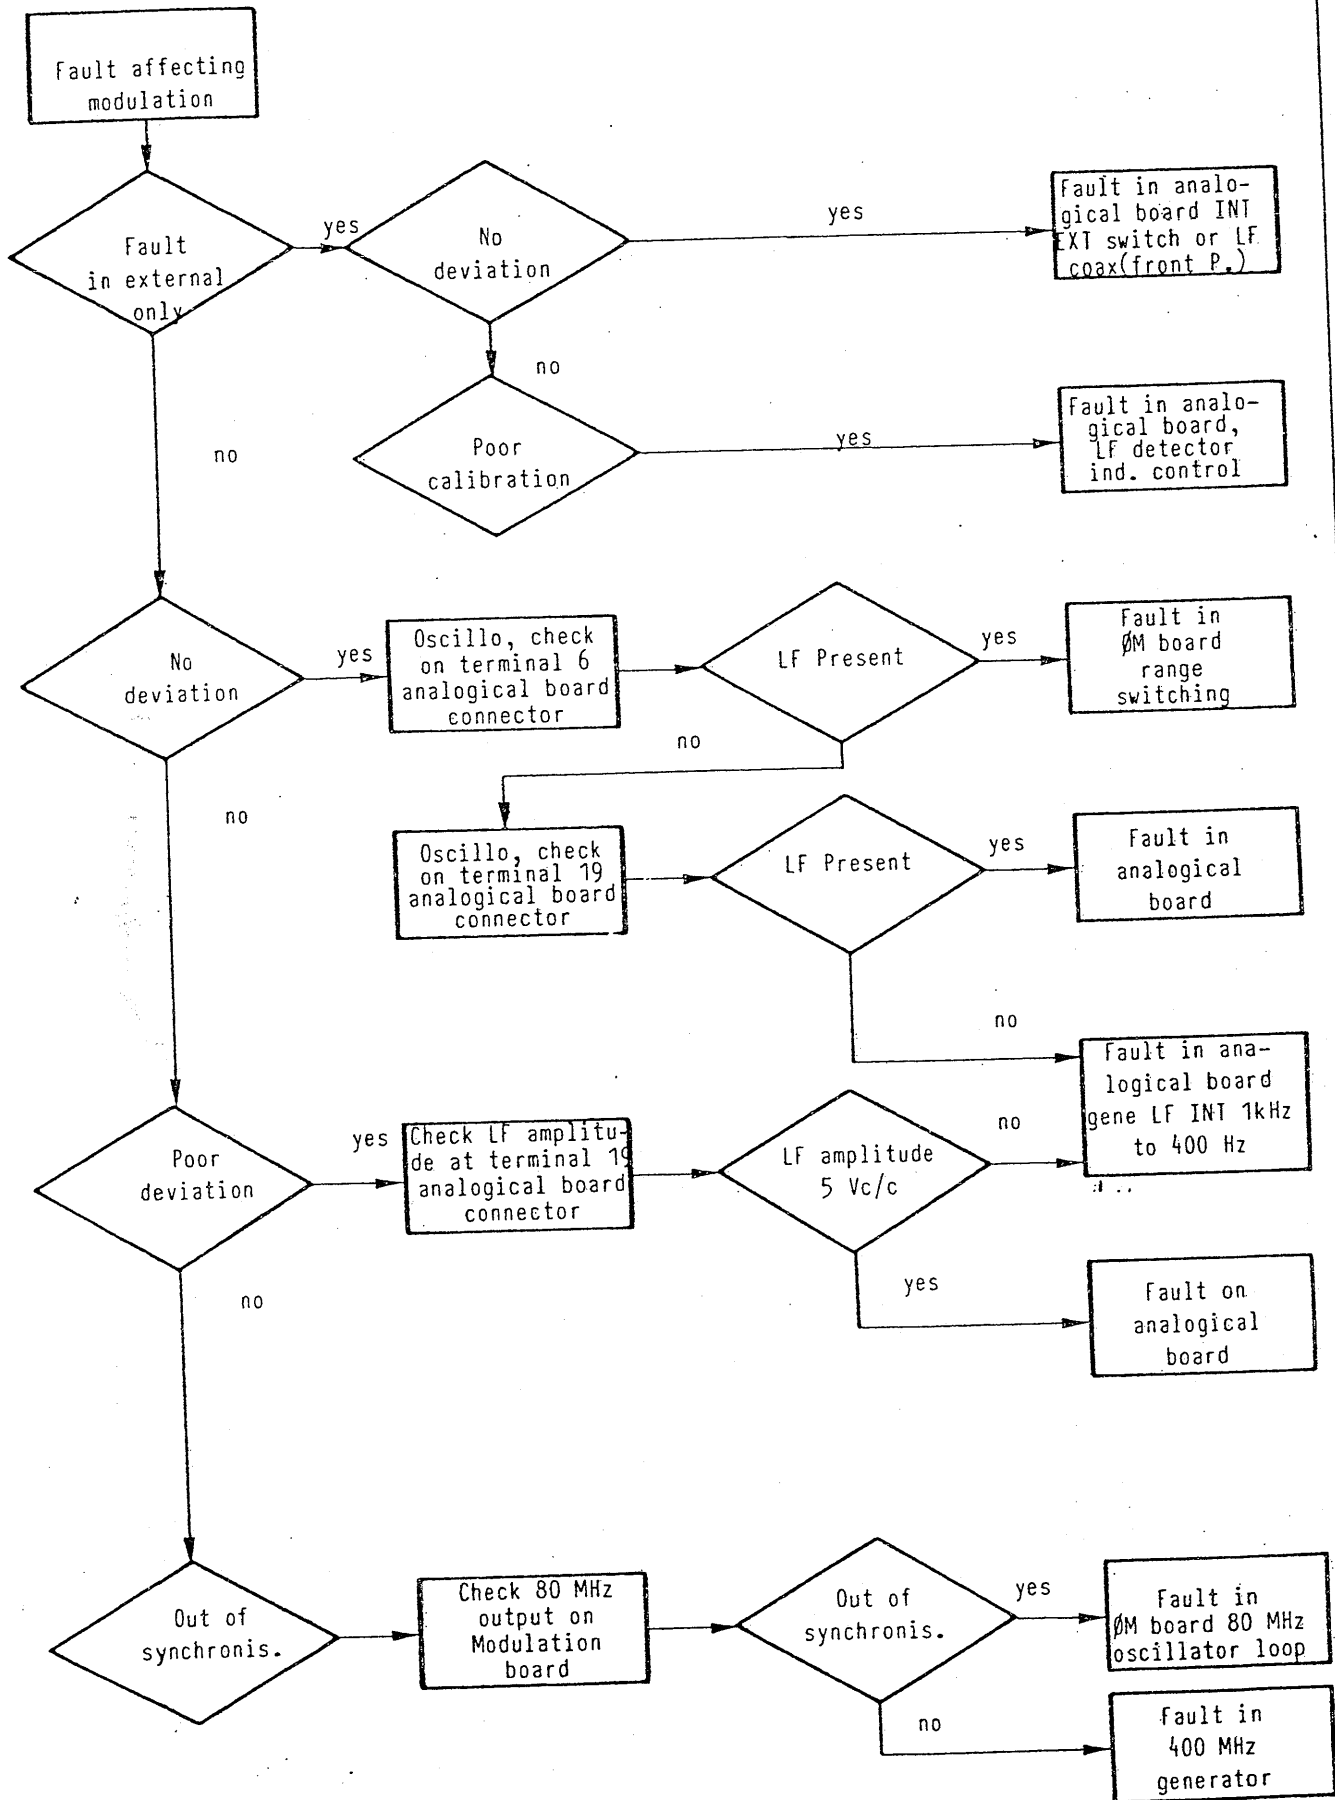 Fault affecting
modulation
Fault
in external
only
yes
No
deviation
yes
Fault in analo-
gical board INT
EXT switch or LF
coax(front P.)
no
no
Poor
calibration
yes
Fault in analo-
gical board,
LF detector
ind. control
No
deviation
yes
Oscillo, check
on terminal 6
analogical board
connector
LF Present
yes
Fault in
ØM board
range
switching
no
no
Oscillo, check
on terminal 19
analogical board
connector
LF Present
yes
Fault in
analogical
board
no
Fault in ana-
logical board
gene LF INT 1kHz
to 400 Hz
Poor
deviation
yes
Check LF amplitu-
de at terminal 19
analogical board
connector
LF amplitude
5 Vc/c
no
yes
Fault on
analogical
board
no
Out of
synchronis.
Check 80 MHz
output on
Modulation
board
Out of
synchronis.
yes
Fault in
ØM board 80 MHz
oscillator loop
no
Fault in
400 MHz
generator